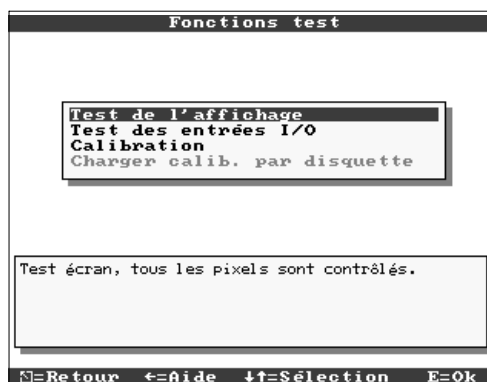 Fonctions test
Test de l'affichage
Test des entrées I/O
Calibration
Charger calib. par disquette
Test écran, tous les pixels sont contrôlés.
=Retour ←=Aide ↓↑=Sélection E=Ok